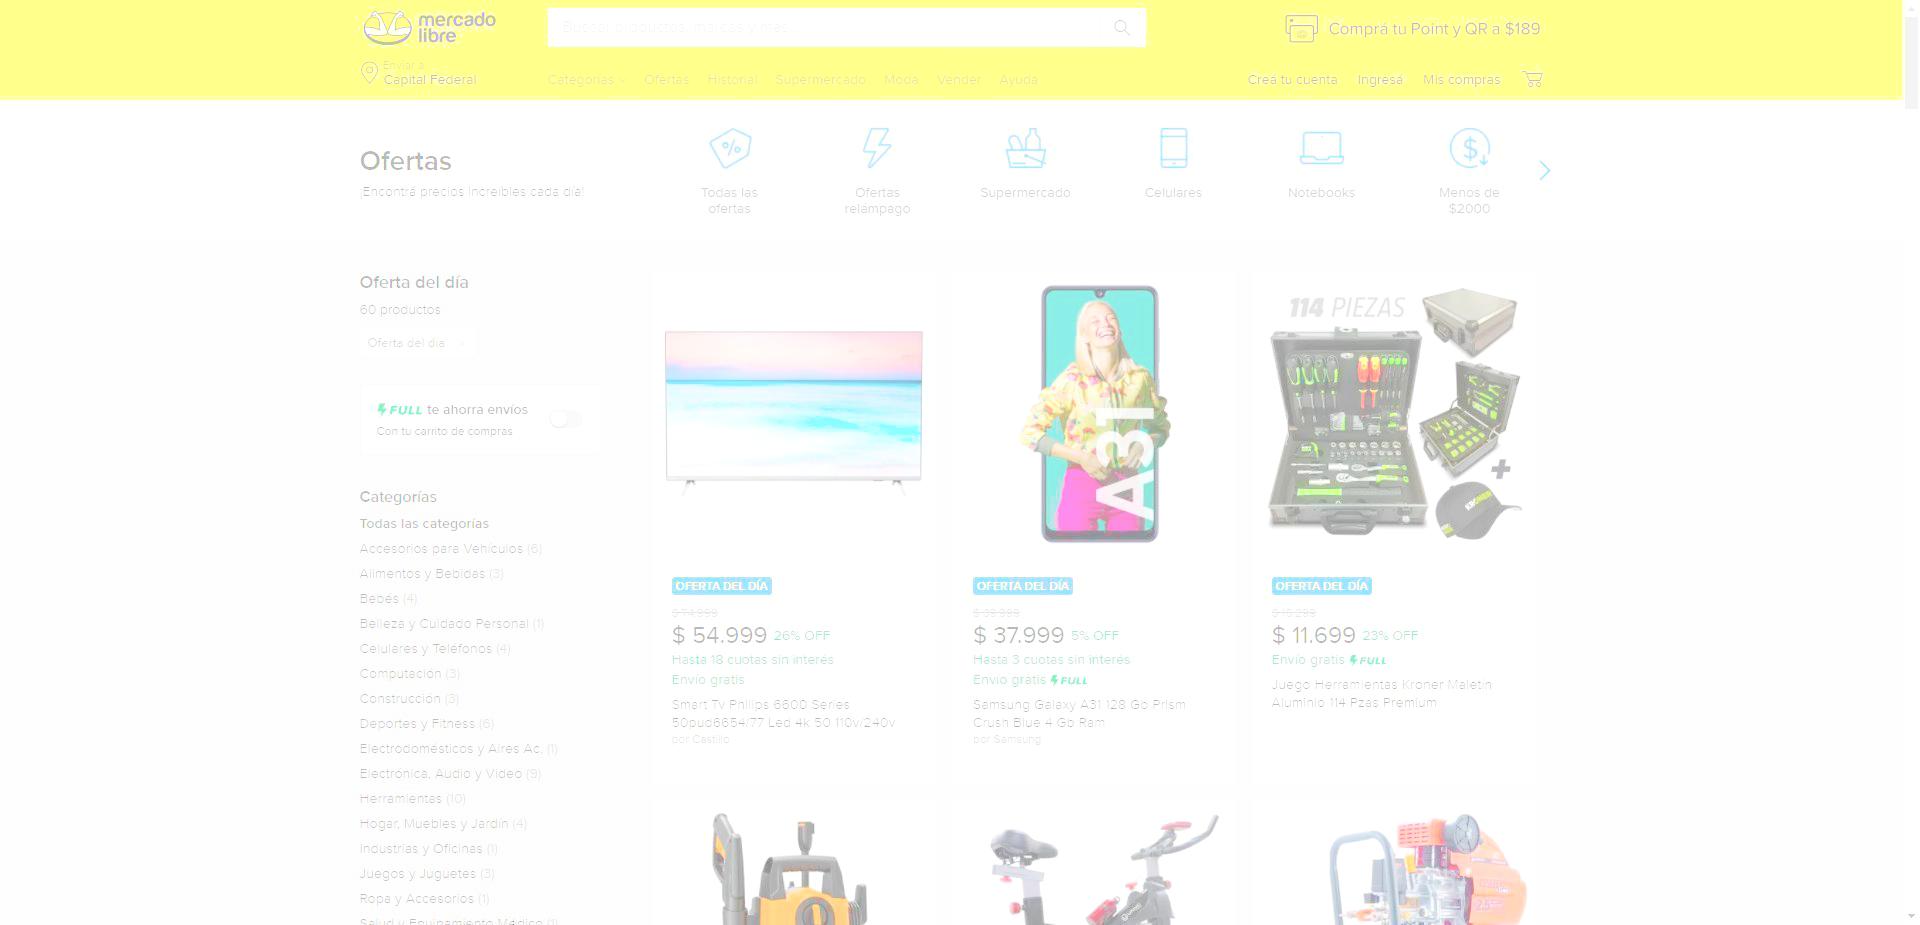 mercado
libre
Buscar productos, marcas y más...
Comprá tu Point y QR a $189
Enviar a
Capital Federal
Categorías
Ofertas
Historial
Supermercado
Moda
Vender
Ayuda
Creá tu cuenta
Ingresá
Mis compras
Ofertas
¡Encontrá precios increíbles cada día!
Todas las
ofertas
Ofertas
relámpago
Supermercado
Celulares
Notebooks
Menos de
$2000
Oferta del día
60 productos
Oferta del día
FULL te ahorra envíos
Con tu carrito de compras
Categorías
Todas las categorías
Accesorios para Vehículos (6)
Alimentos y Bebidas (3)
Bebés (4)
Belleza y Cuidado Personal (1)
Celulares y Teléfonos (4)
Computación (3)
Construcción (3)
Deportes y Fitness (6)
Electrodomésticos y Aires Ac. (1)
Electrónica, Audio y Video (9)
Herramientas (10)
Hogar, Muebles y Jardín (4)
Industrias y Oficinas (1)
Juegos y Juguetes (3)
Ropa y Accesorios (1)
Salud y Equipamiento Médico (1)
OFERTA DEL DÍA
$ 74.999
$ 54.999 26% OFF
Hasta 18 cuotas sin interés
Envío gratis
Smart Tv Philips 6600 Series
50pud6654/77 Led 4k 50 110v/240v
por Castillo
A31
OFERTA DEL DÍA
$ 39.999
$ 37.999 5% OFF
Hasta 3 cuotas sin interés
Envío gratis FULL
Samsung Galaxy A31 128 Gb Prism
Crush Blue 4 Gb Ram
por Samsung
114 PIEZAS
OFERTA DEL DÍA
$ 15.299
$ 11.699 23% OFF
Envío gratis FULL
Juego Herramientas Kroner Maletin
Aluminio 114 Pzas Premium